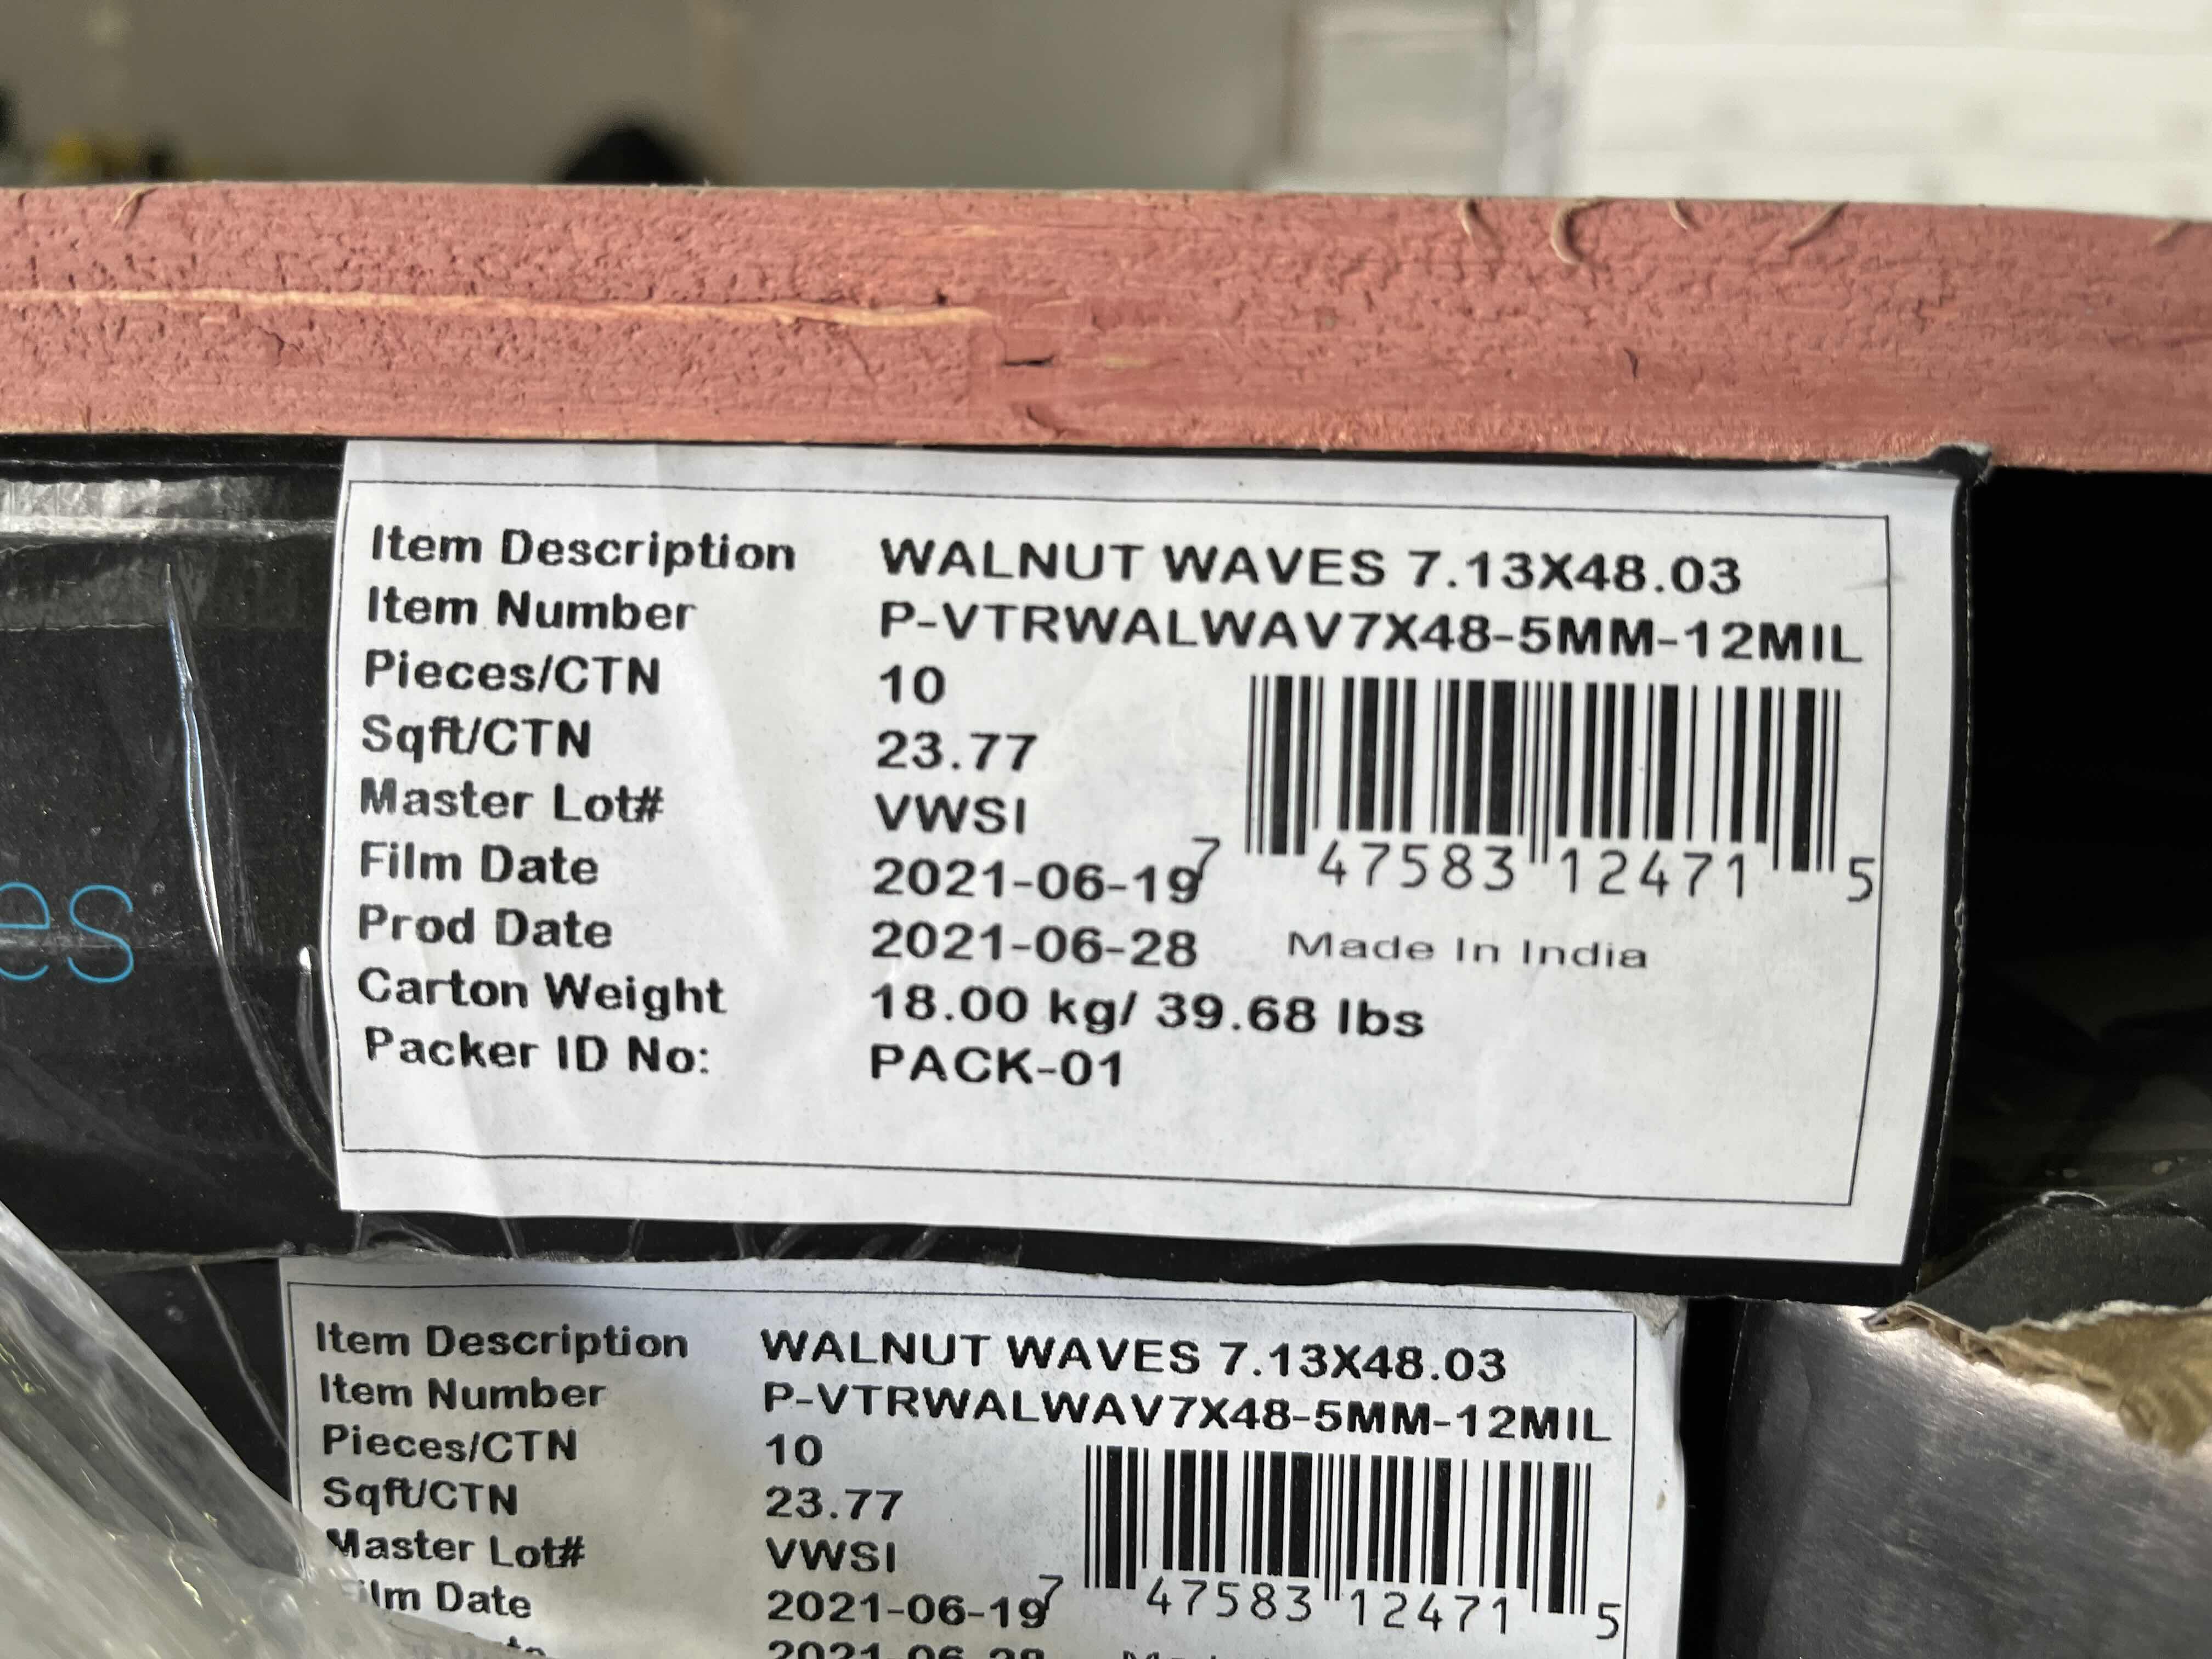 Item Description WALNUT WAVES 7.13X48.03
Item Number P-VTRWALWAV7X48-5MM-12MIL
Pieces/CTN 10
Sqft/CTN 23.77
Master Lot# VWSI
Film Date 2021-06-19
7 47583 12471 5
Prod Date 2021-06-28 Made In India
Carton Weight 18.00 kg/ 39.68 lbs
Packer ID No: PACK-01
es
Item Description WALNUT WAVES 7.13X48.03
Item Number P-VTRWALWAV7X48-5MM-12MIL
Pieces/CTN 10
Sqft/CTN 23.77
Master Lot# VWSI
ilm Date 2021-06-19
7 47583 12471 5